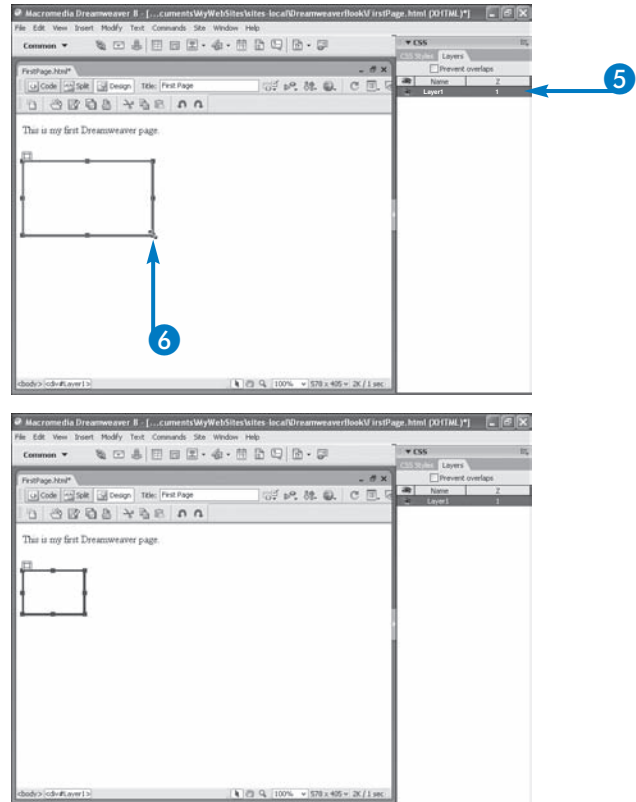 Macromedia Dreamweaver 8 - [...cuments\MyWebSites\sites-local\DreamweaverBook\FirstPage.html (XHTML)*]
File Edit View Insert Modify Text Commands Site Window Help
Common
CSS
CSS Styles Layers
Prevent overlaps
Name Z
Layer1 1
5
FirstPage.html*
Code Split Design Title: First Page
This is my first Dreamweaver page.
6
<body> <div#Layer1> 100% 578 x 405 2K / 1 sec
Macromedia Dreamweaver 8 - [...cuments\MyWebSites\sites-local\DreamweaverBook\FirstPage.html (XHTML)*]
File Edit View Insert Modify Text Commands Site Window Help
Common
CSS
CSS Styles Layers
Prevent overlaps
Name Z
Layer1 1
FirstPage.html*
Code Split Design Title: First Page
This is my first Dreamweaver page.
<body> <div#Layer1> 100% 578 x 405 2K / 1 sec